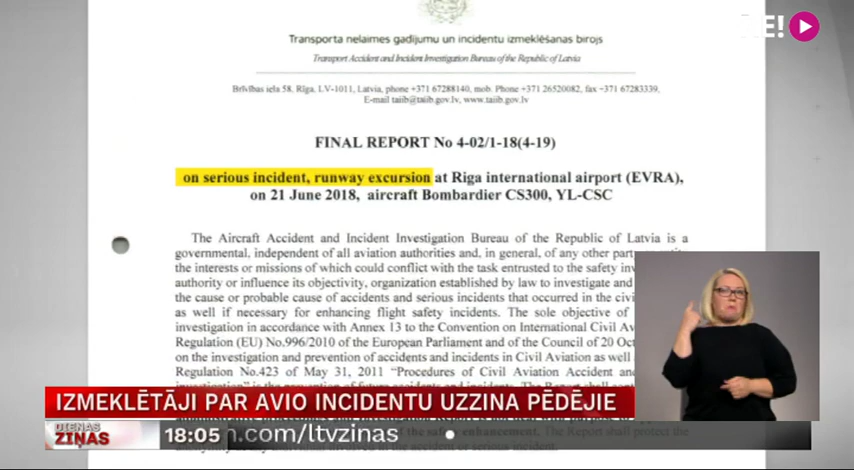 RE!
Transporta nelaimes gadījumu un incidentu izmeklēšanas birojs
Transport Accident and Incident Investigation Bureau of the Republic of Latvia
Brīvības iela 58, Rīga, LV-1011, Latvia, phone +371 67288140, mob. Phone +371 26520082, fax +371 67283339,
E-mail taiib@taiib.gov.lv, www.taiib.gov.lv
FINAL REPORT No 4-02/1-18(4-19)
on serious incident, runway excursion at Riga international airport (EVRA),
on 21 June 2018, aircraft Bombardier CS300, YL-CSC
The Aircraft Accident and Incident Investigation Bureau of the Republic of Latvia is a
governmental, independent of all aviation authorities and, in general, of any other
the interests or missions of which could conflict with the task entrusted to the safety
authority or influence its objectivity, organization established by law to investigate and
the cause or probable cause of accidents and serious incidents that occurred in the
as well if necessary for enhancing flight safety incidents. The sole objective of
investigation in accordance with Annex 13 to the Convention on International Civil
Regulation (EU) No.996/2010 of the European Parliament and of the Council of 20
on the investigation and prevention of accidents and incidents in Civil Aviation as well
Regulation No.423 of May 31, 2011 “Procedures of Civil Aviation Accident and
IZMEKLĒTĀJI PAR AVIO INCIDENTU UZZINA PĒDĒJIE
DIENAS
ZIŅAS
18:05
.com/ltvzinas
of the safety enhancement. The Report shall protect the